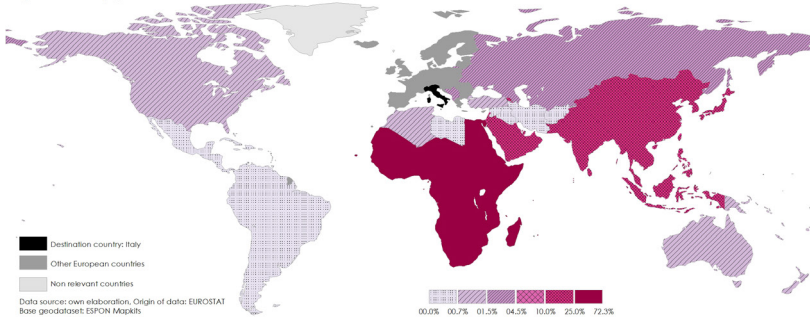 Destination country: Italy
Other European countries
Non relevant countries
Data source: own elaboration, Origin of data: EUROSTAT
Base geodataset: ESPON Mapkits
00.0% 00.7% 01.5% 04.5% 10.0% 25.0% 72.3%